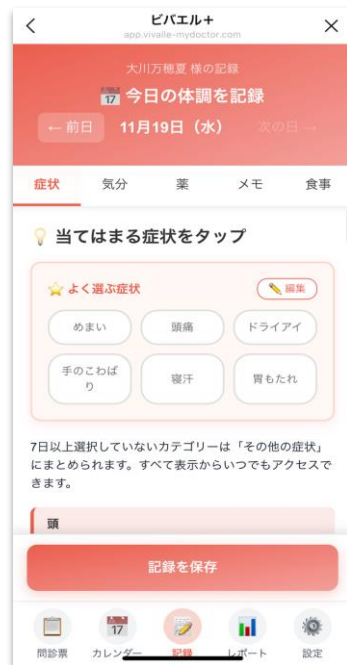 ビバエル+
app.vivaile-mydoctor.com
大川万穂夏 様の記録
17 今日の体調を記録
← 前日 11月19日（水） 次の日 →
症状 気分 薬 メモ 食事
当てはまる症状をタップ
よく選ぶ症状 編集
めまい 頭痛 ドライアイ
手のこわば
り
寝汗 胃もたれ
7日以上選択していないカテゴリーは「その他の症状」
にまとめられます。すべて表示からいつでもアクセスで
きます。
頭
記録を保存
17
問診票 カレンダー 記録 レポート 設定